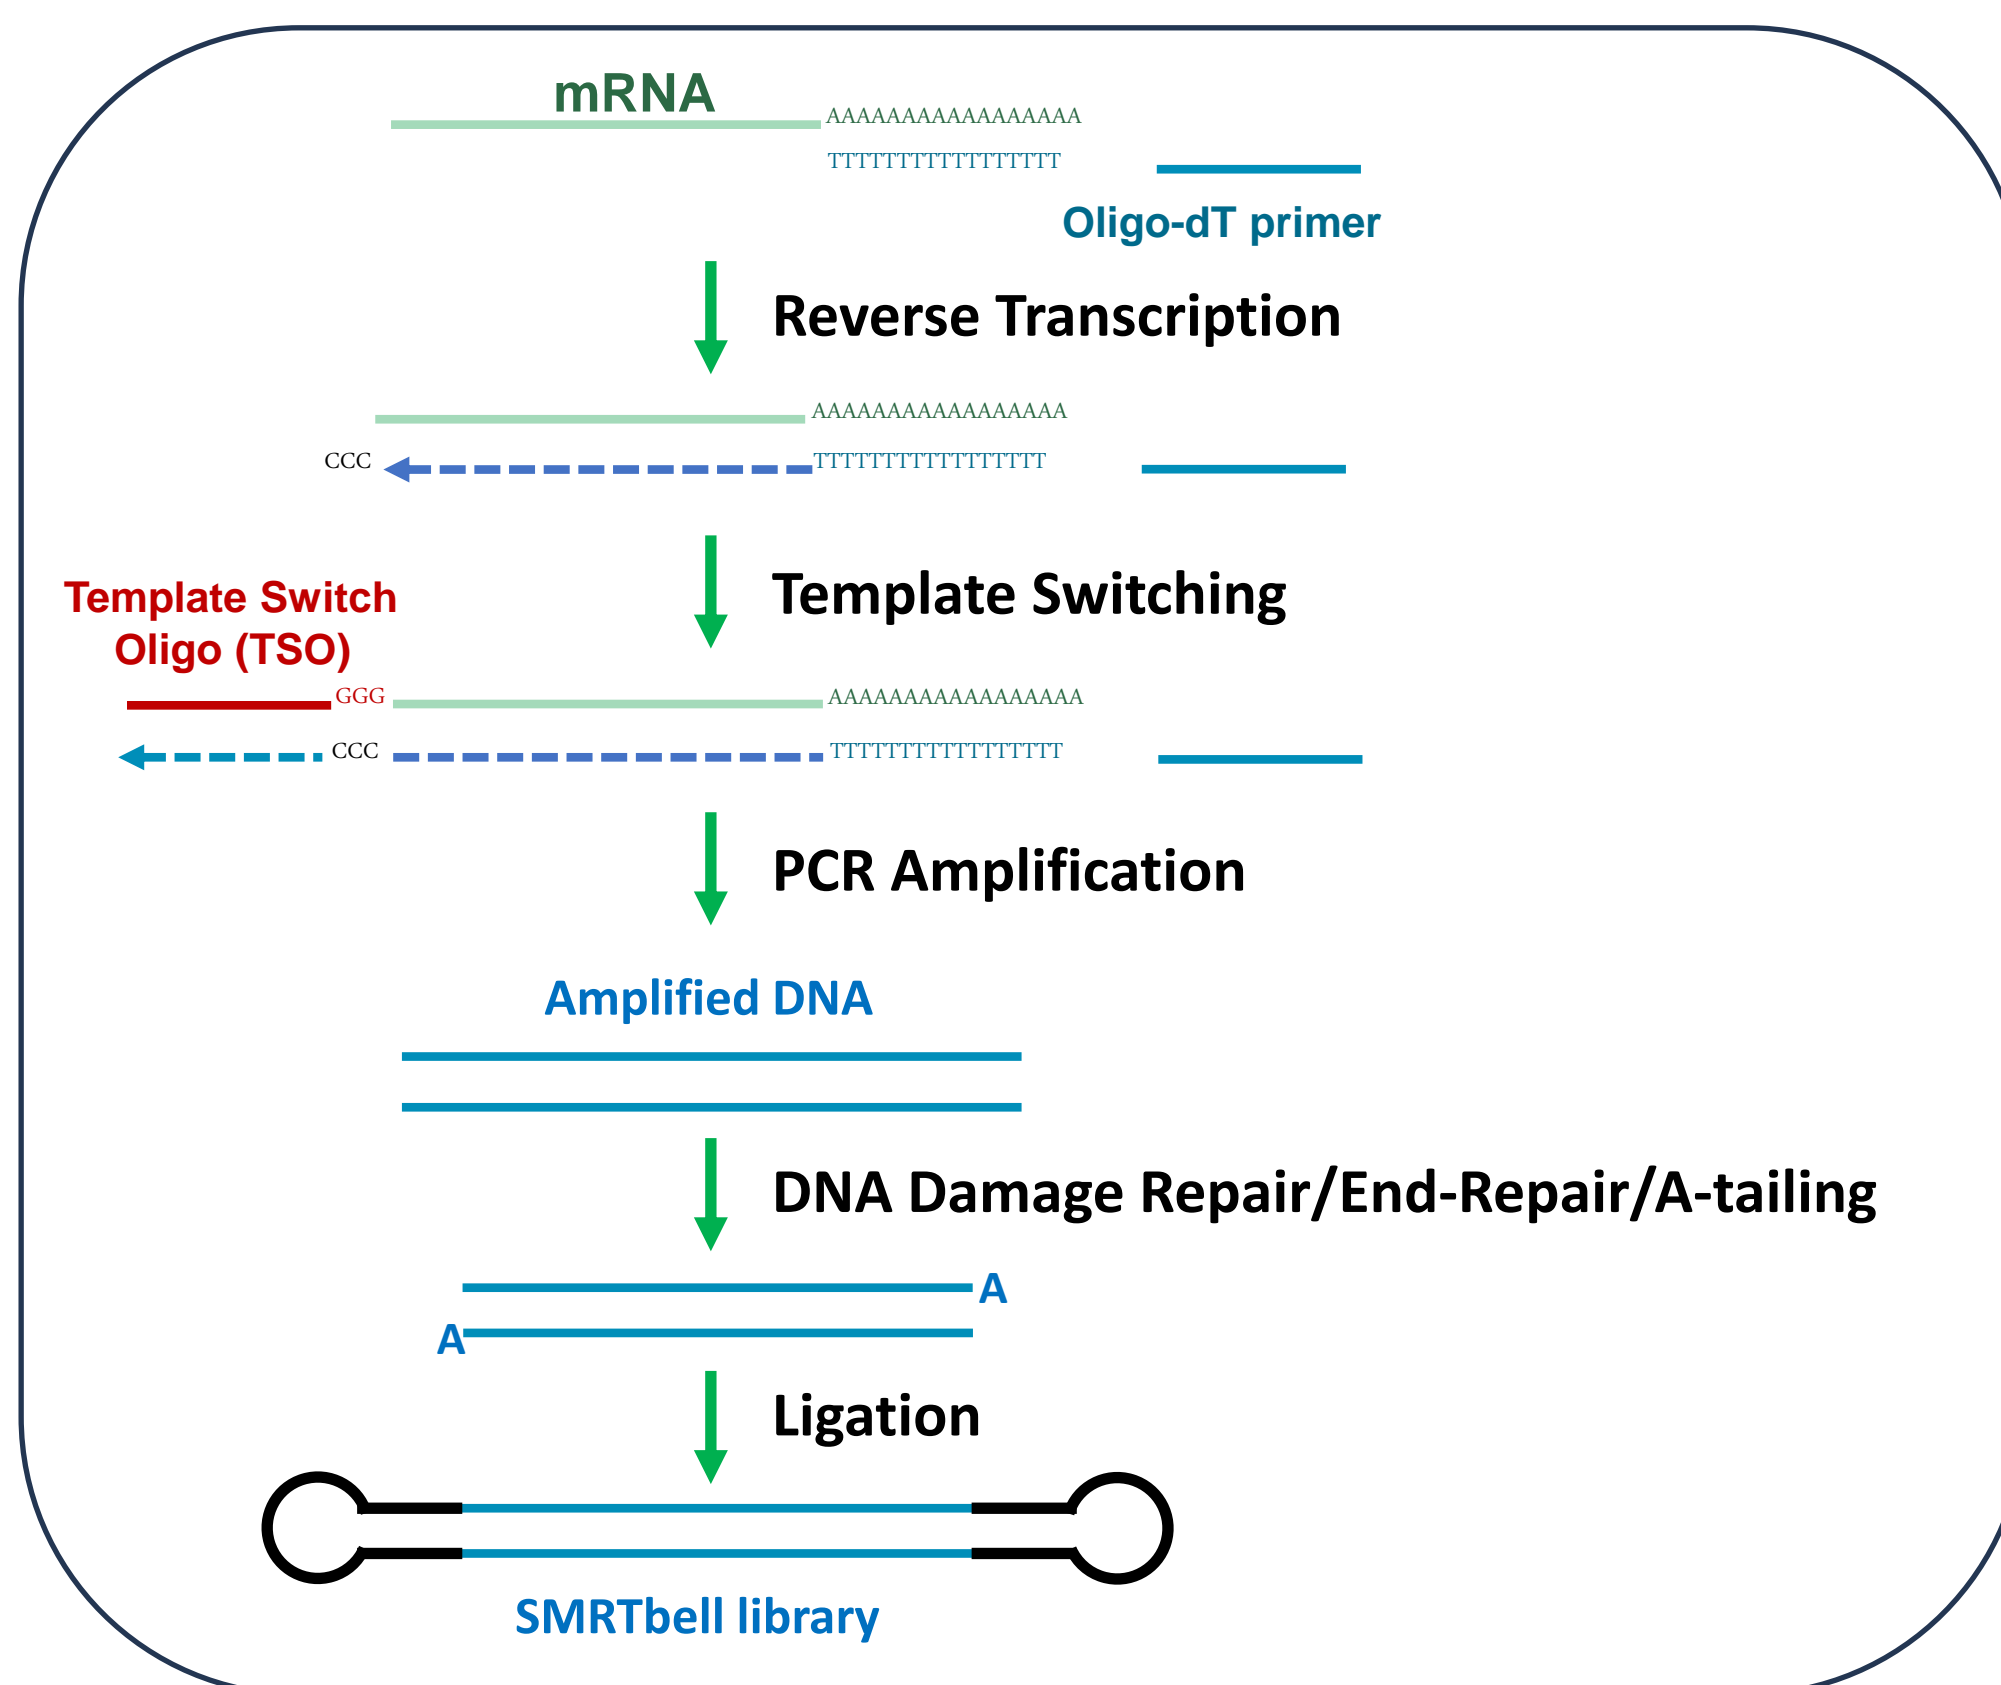 mRNA
AAAAAAAAAAAAAAAAA
TTTTTTTTTTTTTTTTT
Oligo-dT primer
Reverse Transcription
AAAAAAAAAAAAAAAAA
CCC
TTTTTTTTTTTTTTTTT
Template Switching
Template Switch
Oligo (TSO)
GGG
AAAAAAAAAAAAAAAAA
CCC
TTTTTTTTTTTTTTTTT
PCR Amplification
Amplified DNA
DNA Damage Repair/End-Repair/A-tailing
A
A
Ligation
SMRTbell library